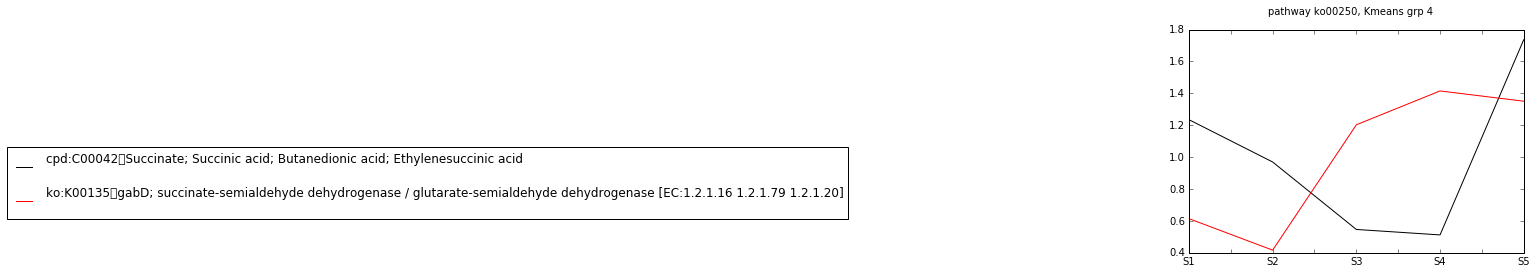 pathway ko00250, Kmeans grp 4
1.8
1.6
1.4
1.2
1.0
0.8
0.6
0.4
S1 S2 S3 S4 S5
cpd:C00042▯Succinate; Succinic acid; Butanedionic acid; Ethylenesuccinic acid
ko:K00135▯gabD; succinate-semialdehyde dehydrogenase / glutarate-semialdehyde dehydrogenase [EC:1.2.1.16 1.2.1.79 1.2.1.20]